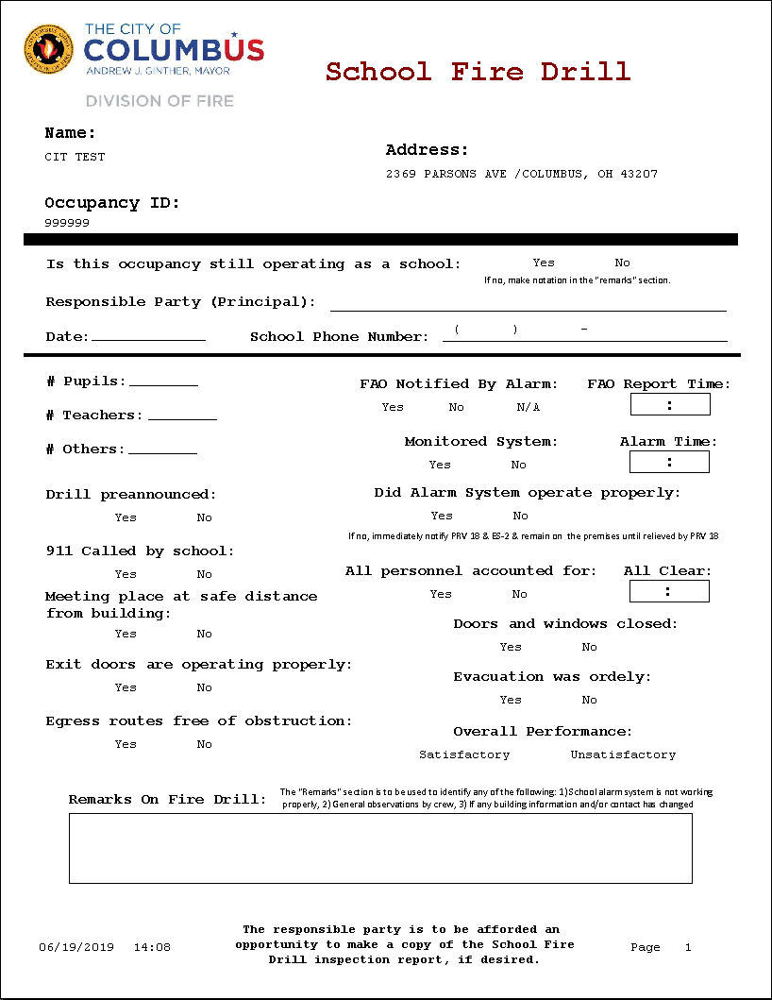 THE CITY OF
COLUMBUS
ANDREW J. GINTHER, MAYOR
DIVISION OF FIRE
School Fire Drill
Name:
CIT TEST
Address:
2369 PARSONS AVE /COLUMBUS, OH 43207
Occupancy ID:
999999
Is this occupancy still operating as a school: Yes No
If no, make notation in the "remarks" section.
Responsible Party (Principal):
Date: School Phone Number: ( ) -
# Pupils:
FAO Notified By Alarm: FAO Report Time:
Yes No N/A :
# Teachers:
Monitored System: Alarm Time:
# Others:
Yes No :
Drill preannounced: Did Alarm System operate properly:
Yes No Yes No
If no, immediately notify PRV 18 & ES-2 & remain on the premises until relieved by PRV 18
911 Called by school:
Yes No
All personnel accounted for: All Clear:
Yes No :
Meeting place at safe distance
from building:
Yes No
Doors and windows closed:
Yes No
Exit doors are operating properly:
Yes No
Evacuation was ordely:
Yes No
Egress routes free of obstruction:
Yes No
Overall Performance:
Satisfactory Unsatisfactory
Remarks On Fire Drill:
The "Remarks" section is to be used to identify any of the following: 1) School alarm system is not working
properly, 2) General observations by crew, 3) If any building information and/or contact has changed
The responsible party is to be afforded an
opportunity to make a copy of the School Fire
Drill inspection report, if desired.
06/19/2019 14:08
Page 1